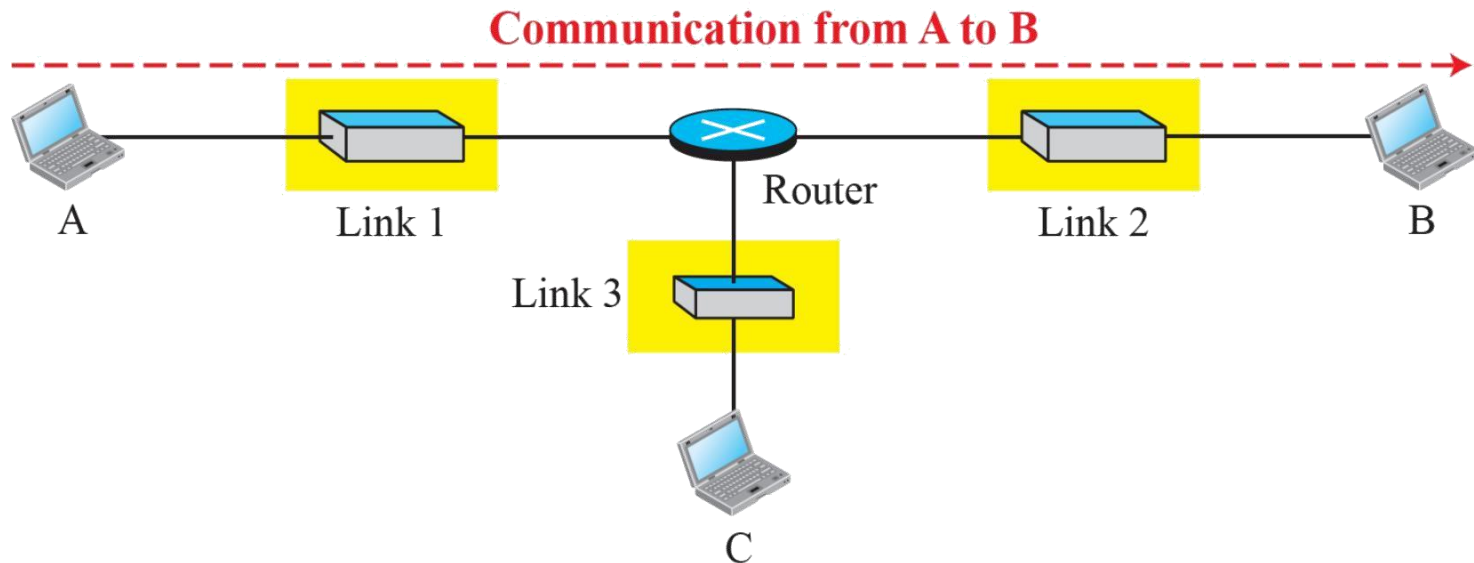 Communication from A to B
A
Link 1
Router
Link 2
B
Link 3
C